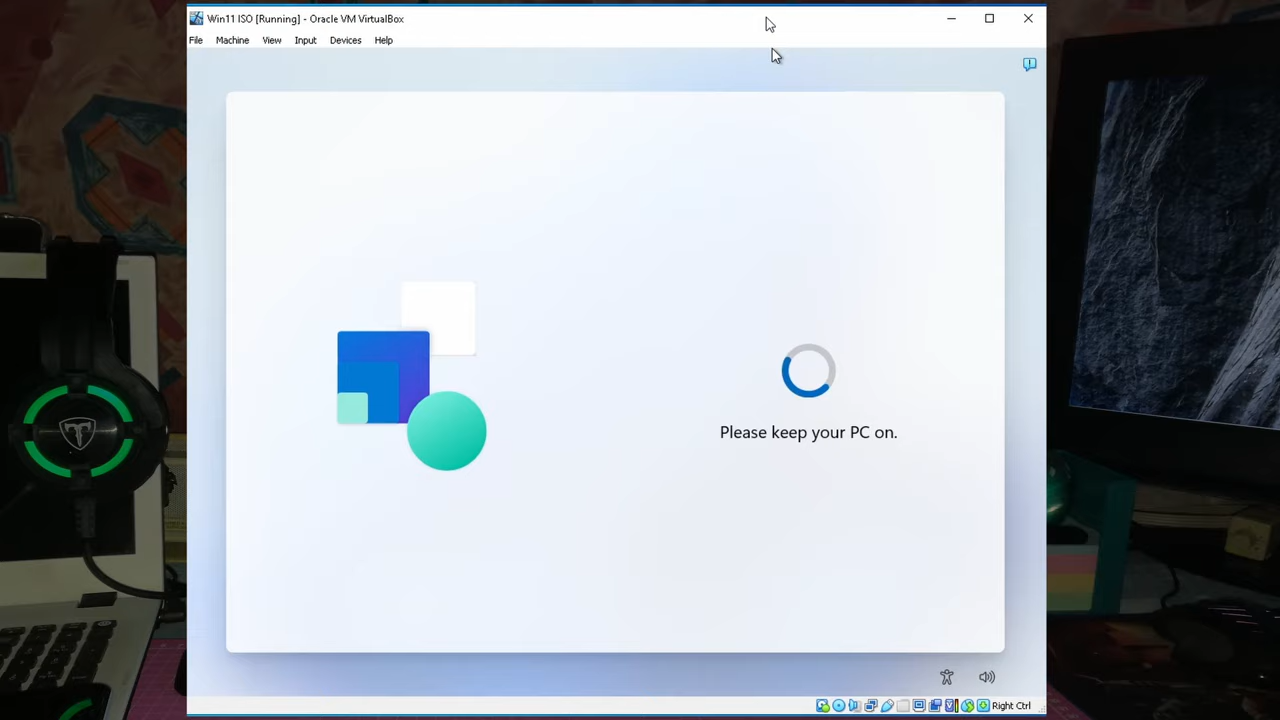 Win11 ISO [Running] - Oracle VM VirtualBox
File Machine View Input Devices Help
Please keep your PC on.
Right Ctrl